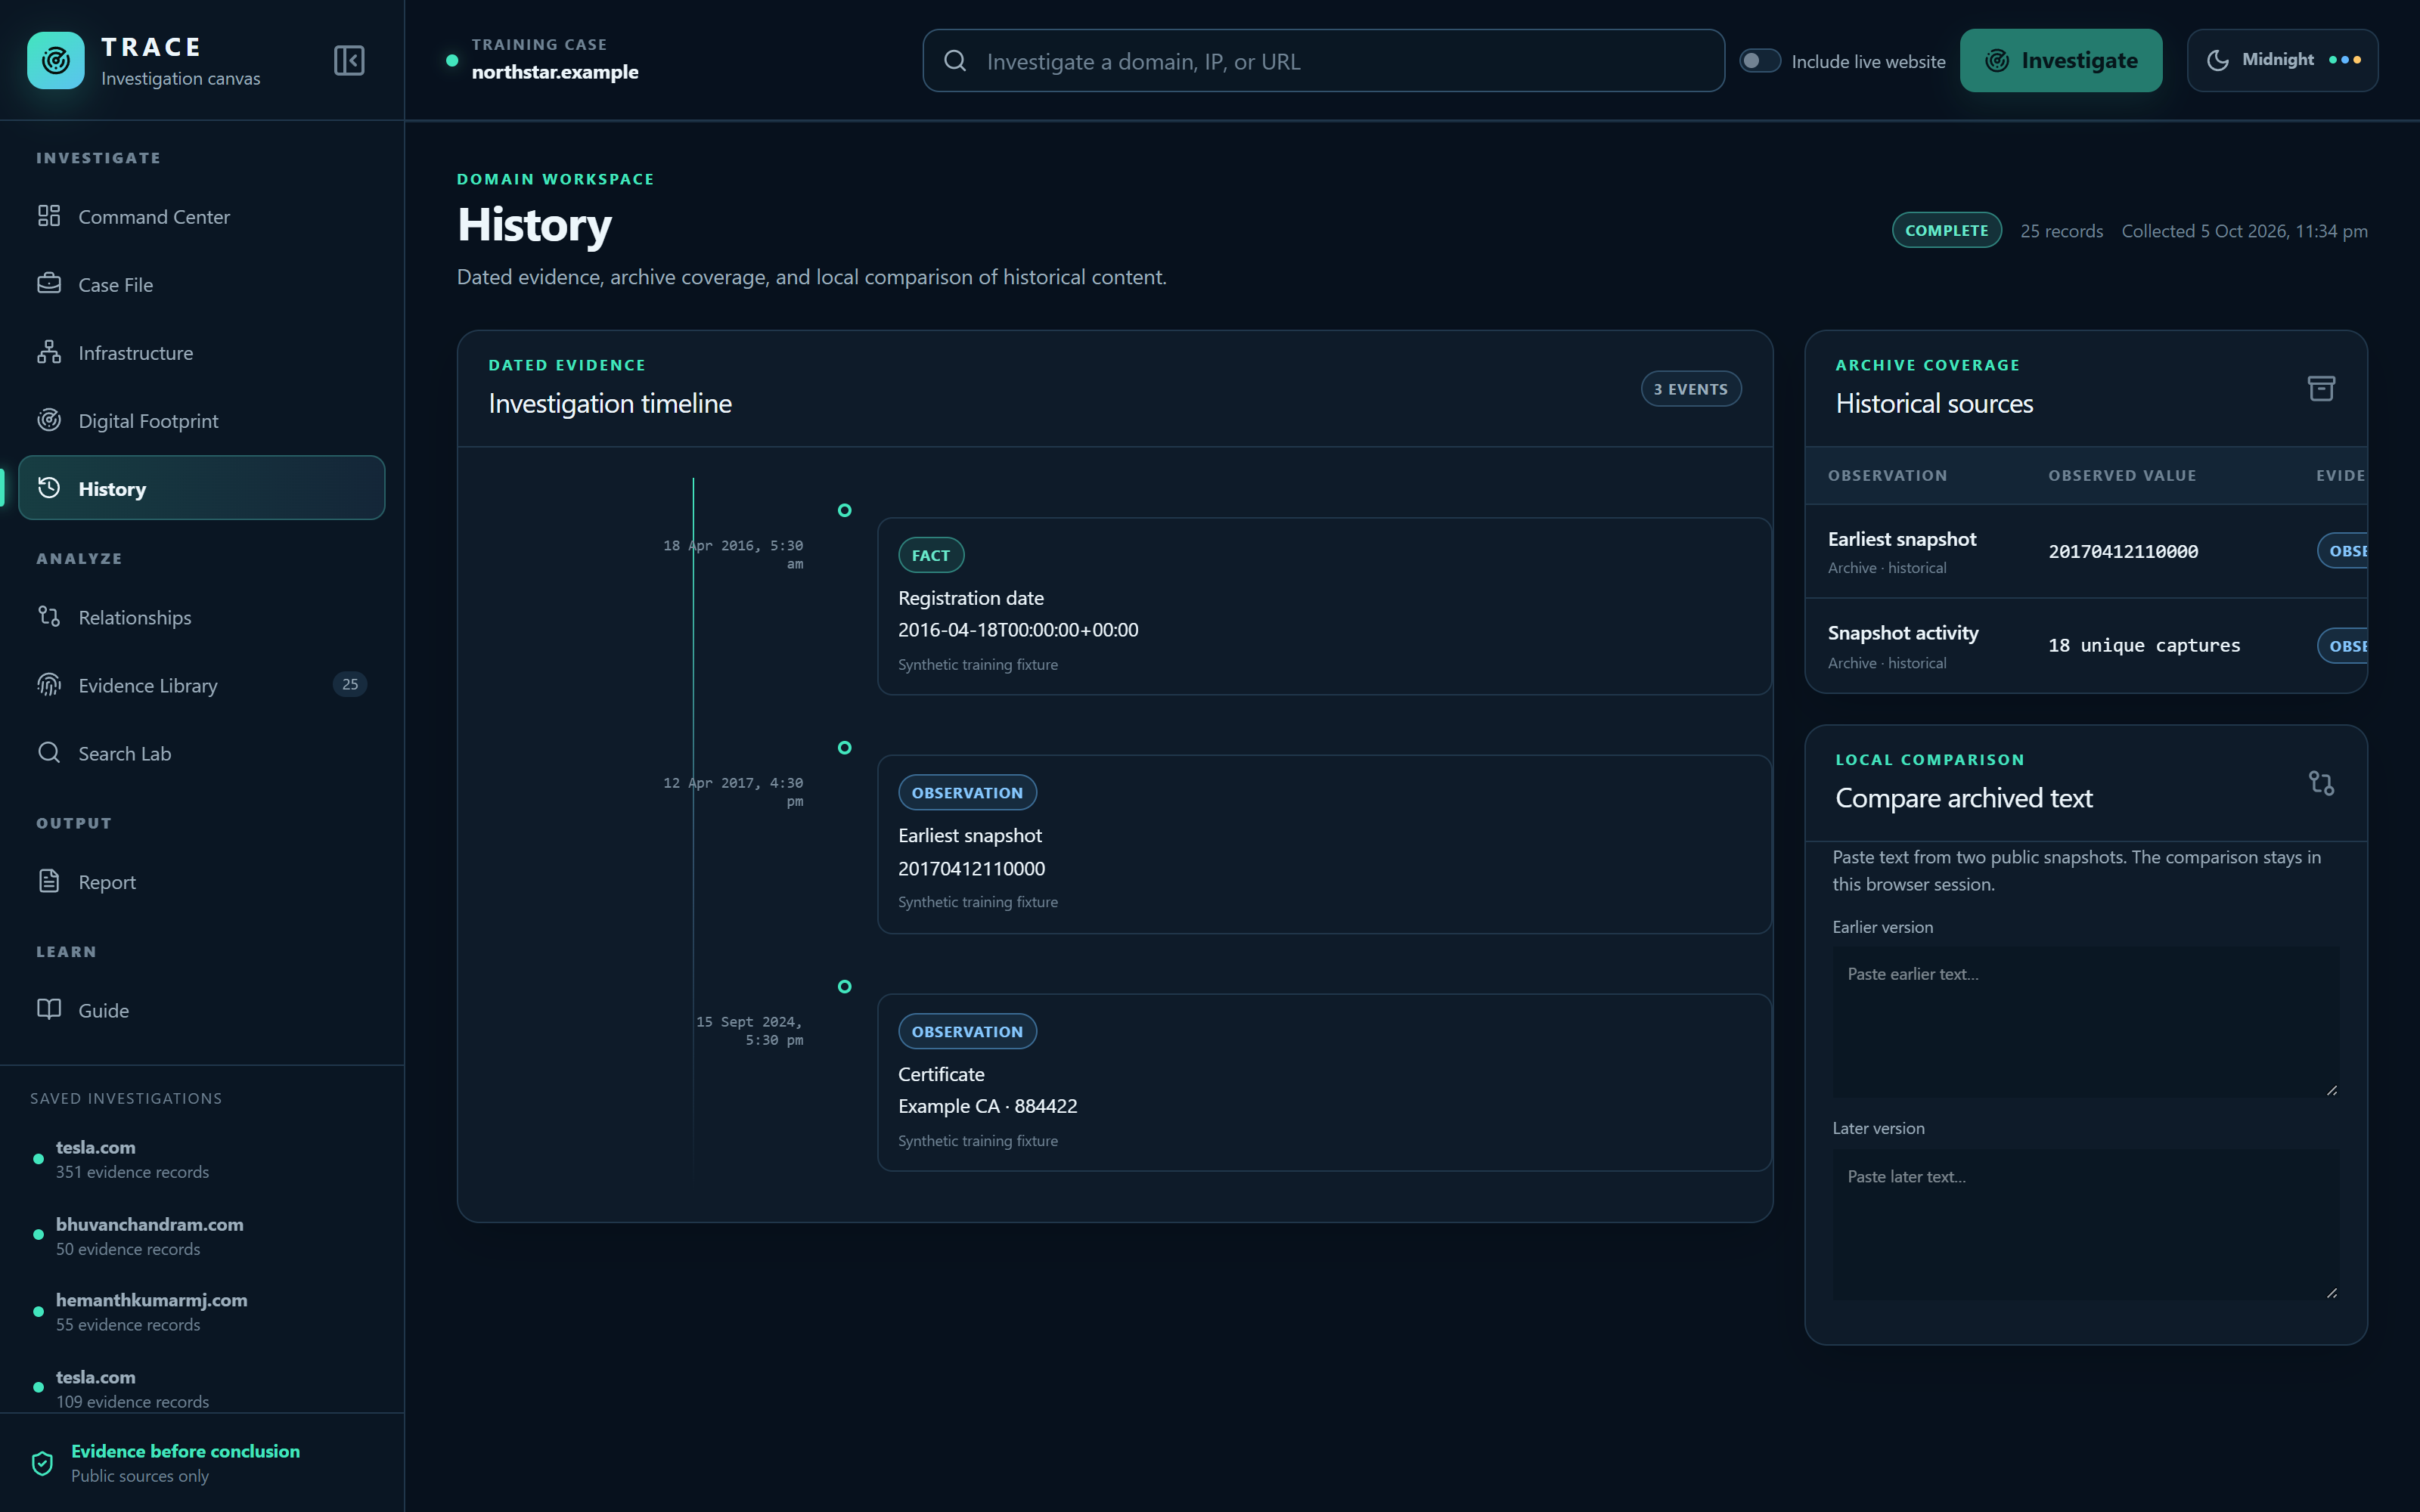 TRACE
Investigation canvas
TRAINING CASE
northstar.example
Investigate a domain, IP, or URL
Include live website
Investigate
Midnight
INVESTIGATE
Command Center
Case File
Infrastructure
Digital Footprint
History
ANALYZE
Relationships
Evidence Library
25
Search Lab
OUTPUT
Report
LEARN
Guide
SAVED INVESTIGATIONS
tesla.com
351 evidence records
bhuvanchandram.com
50 evidence records
hemanthkumarmj.com
55 evidence records
tesla.com
109 evidence records
Evidence before conclusion
Public sources only
DOMAIN WORKSPACE
History
Dated evidence, archive coverage, and local comparison of historical content.
COMPLETE
25 records
Collected 5 Oct 2026, 11:34 pm
DATED EVIDENCE
Investigation timeline
3 EVENTS
18 Apr 2016, 5:30
am
FACT
Registration date
2016-04-18T00:00:00+00:00
Synthetic training fixture
12 Apr 2017, 4:30
pm
OBSERVATION
Earliest snapshot
20170412110000
Synthetic training fixture
15 Sept 2024,
5:30 pm
OBSERVATION
Certificate
Example CA · 884422
Synthetic training fixture
ARCHIVE COVERAGE
Historical sources
OBSERVATION
OBSERVED VALUE
EVIDE
Earliest snapshot
Archive · historical
20170412110000
OBSE
Snapshot activity
Archive · historical
18 unique captures
OBSE
LOCAL COMPARISON
Compare archived text
Paste text from two public snapshots. The comparison stays in
this browser session.
Earlier version
Paste earlier text...
Later version
Paste later text...